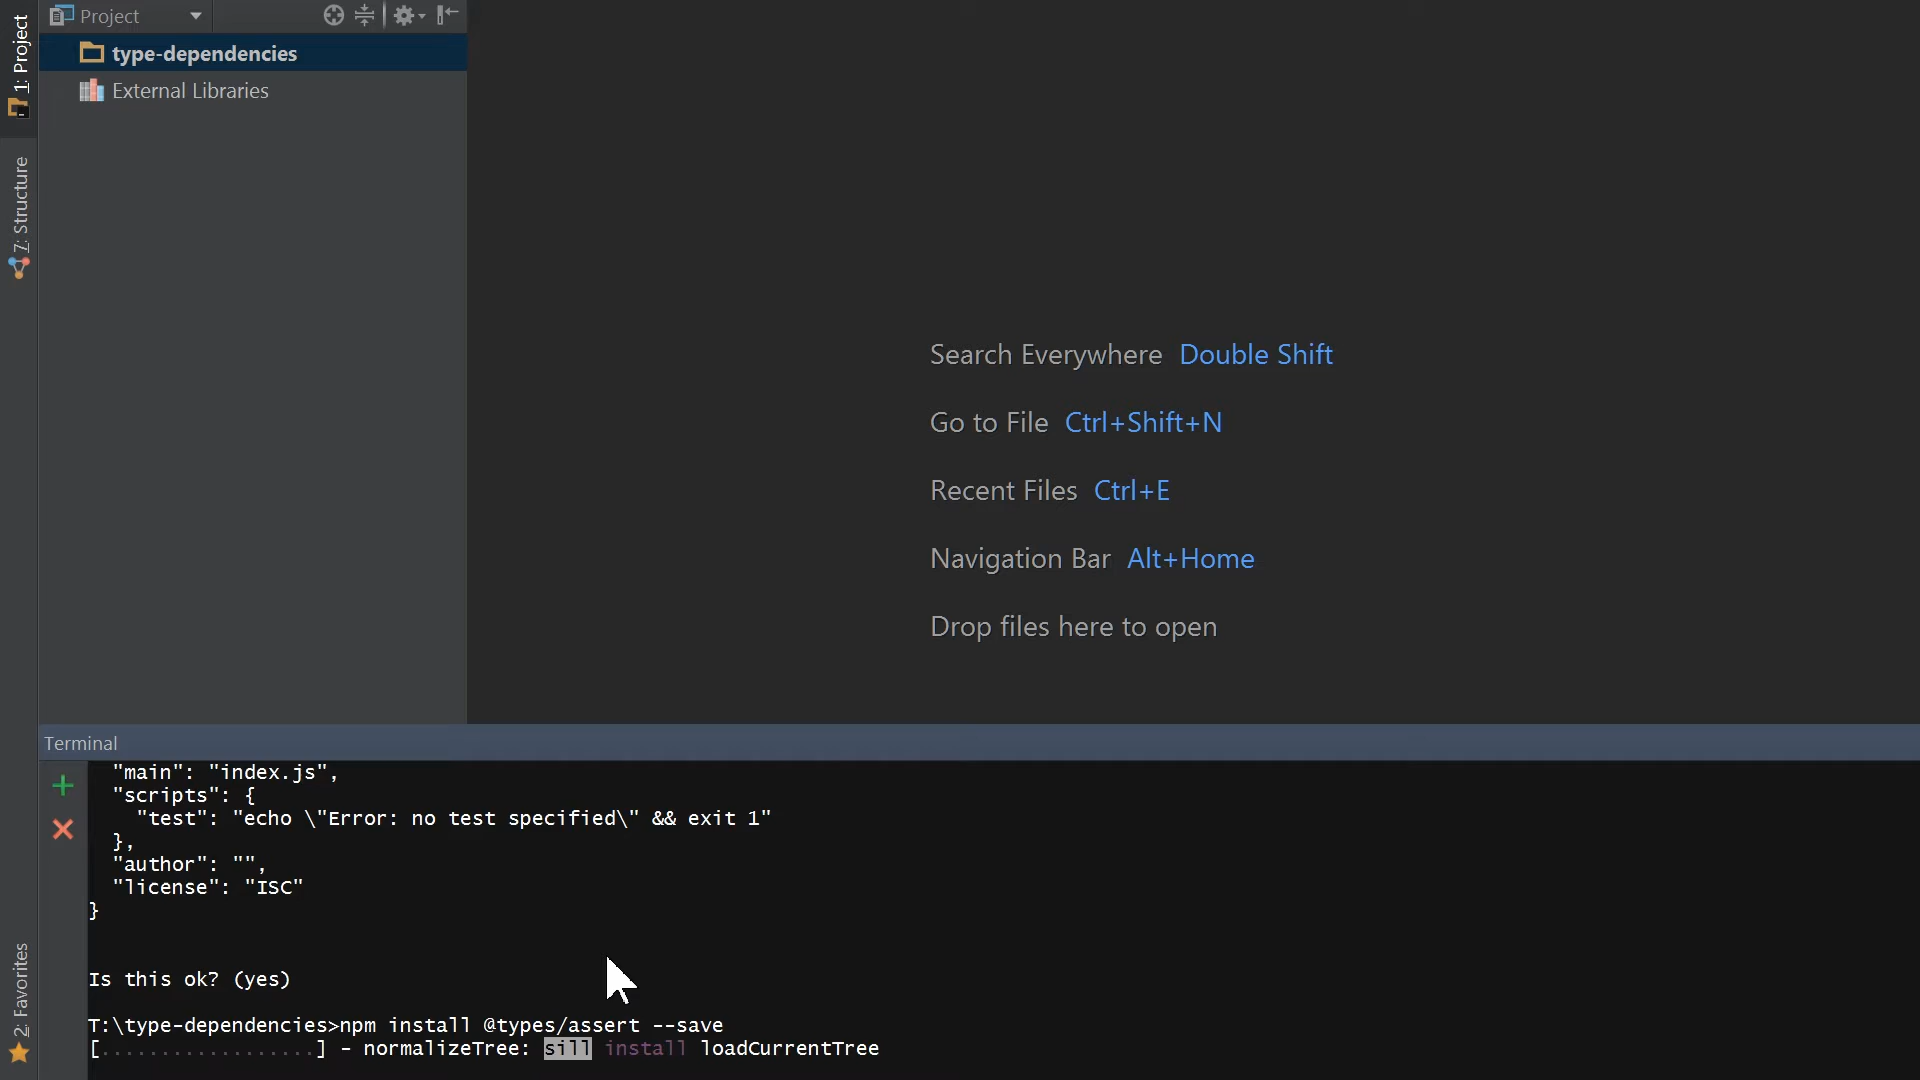 1: Project
7: Structure
2: Favorites
Project
type-dependencies
External Libraries
Search Everywhere Double Shift
Go to File Ctrl+Shift+N
Recent Files Ctrl+E
Navigation Bar Alt+Home
Drop files here to open
Terminal
"main": "index.js",
"scripts": {
"test": "echo \"Error: no test specified\" && exit 1"
},
"author": "",
"license": "ISC"
}
Is this ok? (yes)
T:\type-dependencies>npm install @types/assert --save
[..................] - normalizeTree: sill install loadCurrentTree